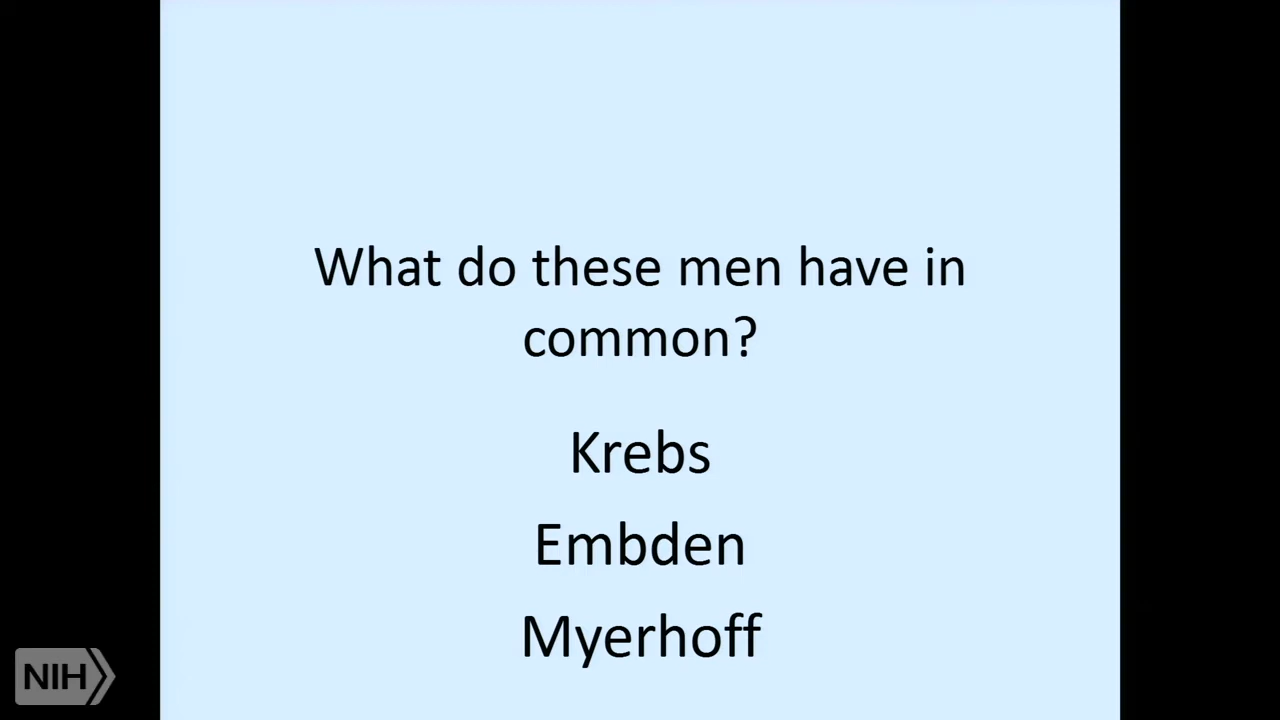 What do these men have in
common?
Krebs
Embden
Myerhoff
NIH